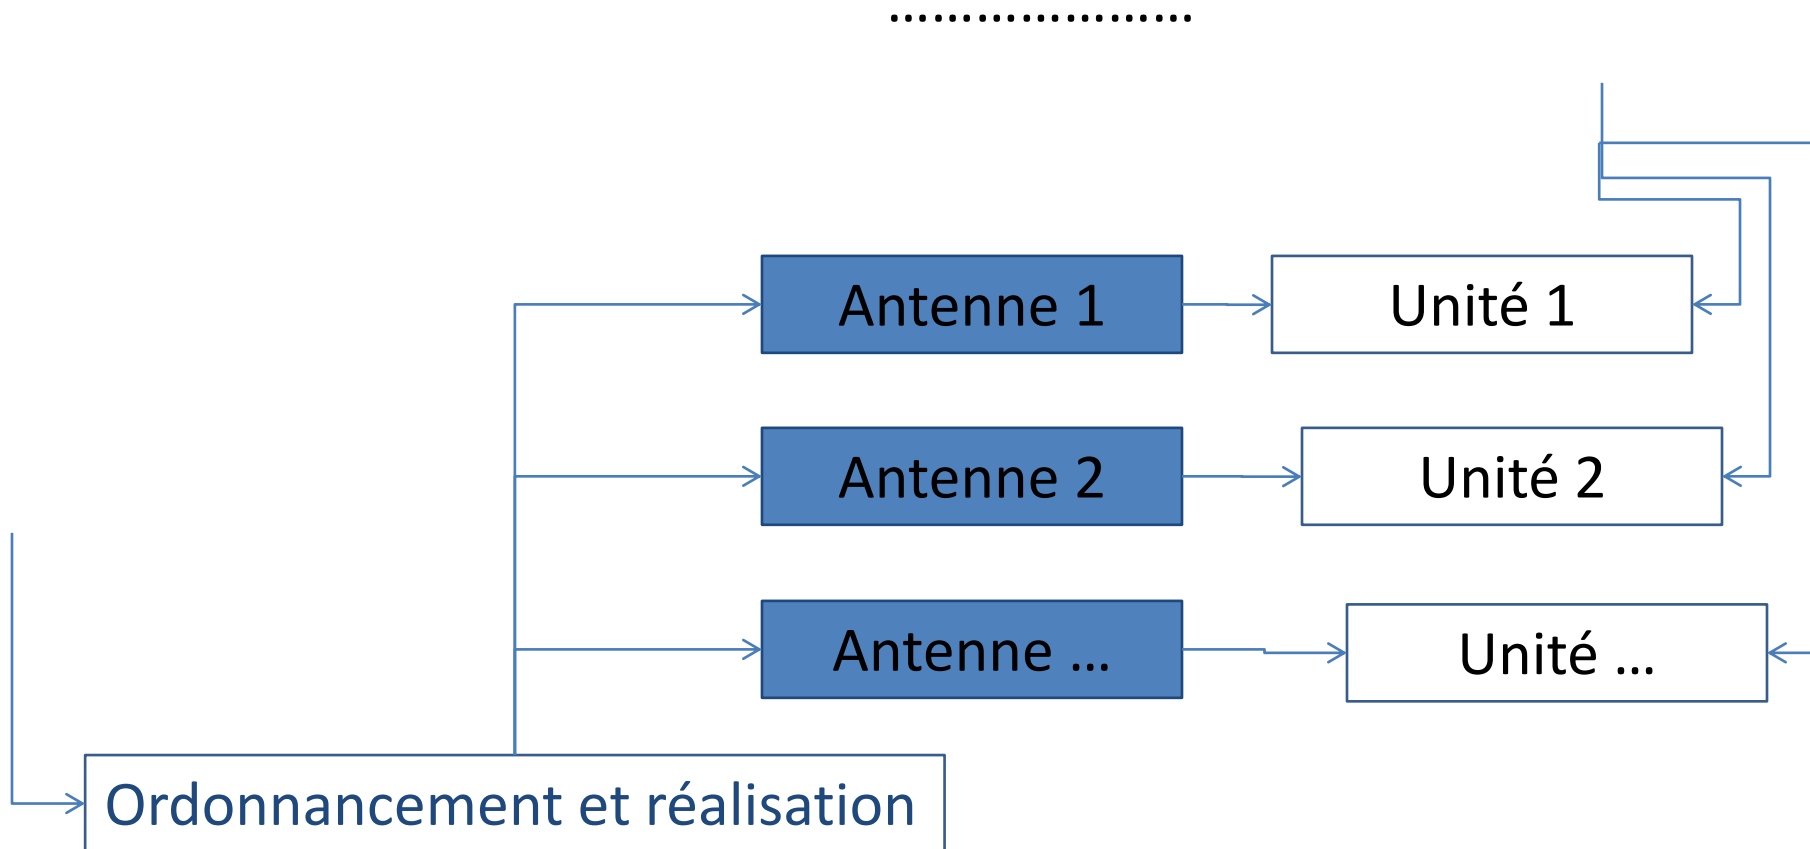 .....................
Antenne 1
Unité 1
Antenne 2
Unité 2
Antenne ...
Unité ...
Ordonnancement et réalisation